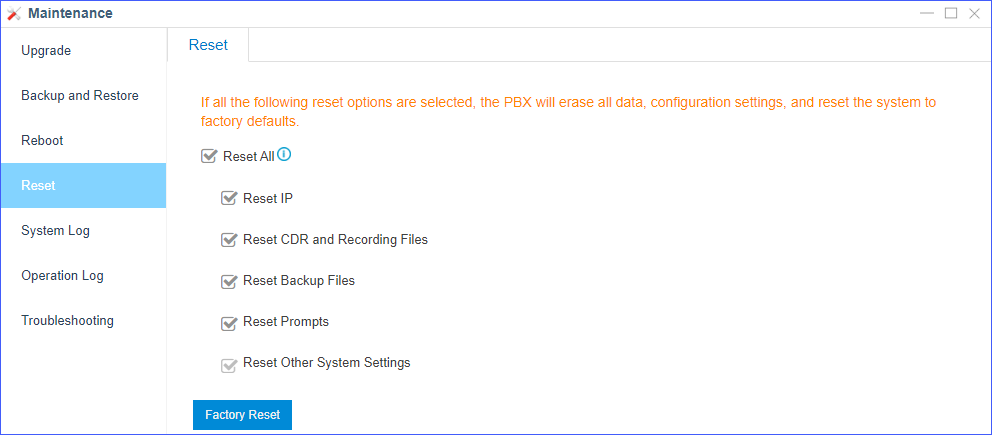 Maintenance
Upgrade
Backup and Restore
Reboot
Reset
System Log
Operation Log
Troubleshooting
Reset
If all the following reset options are selected, the PBX will erase all data, configuration settings, and reset the system to
factory defaults.
Reset All
Reset IP
Reset CDR and Recording Files
Reset Backup Files
Reset Prompts
Reset Other System Settings
Factory Reset